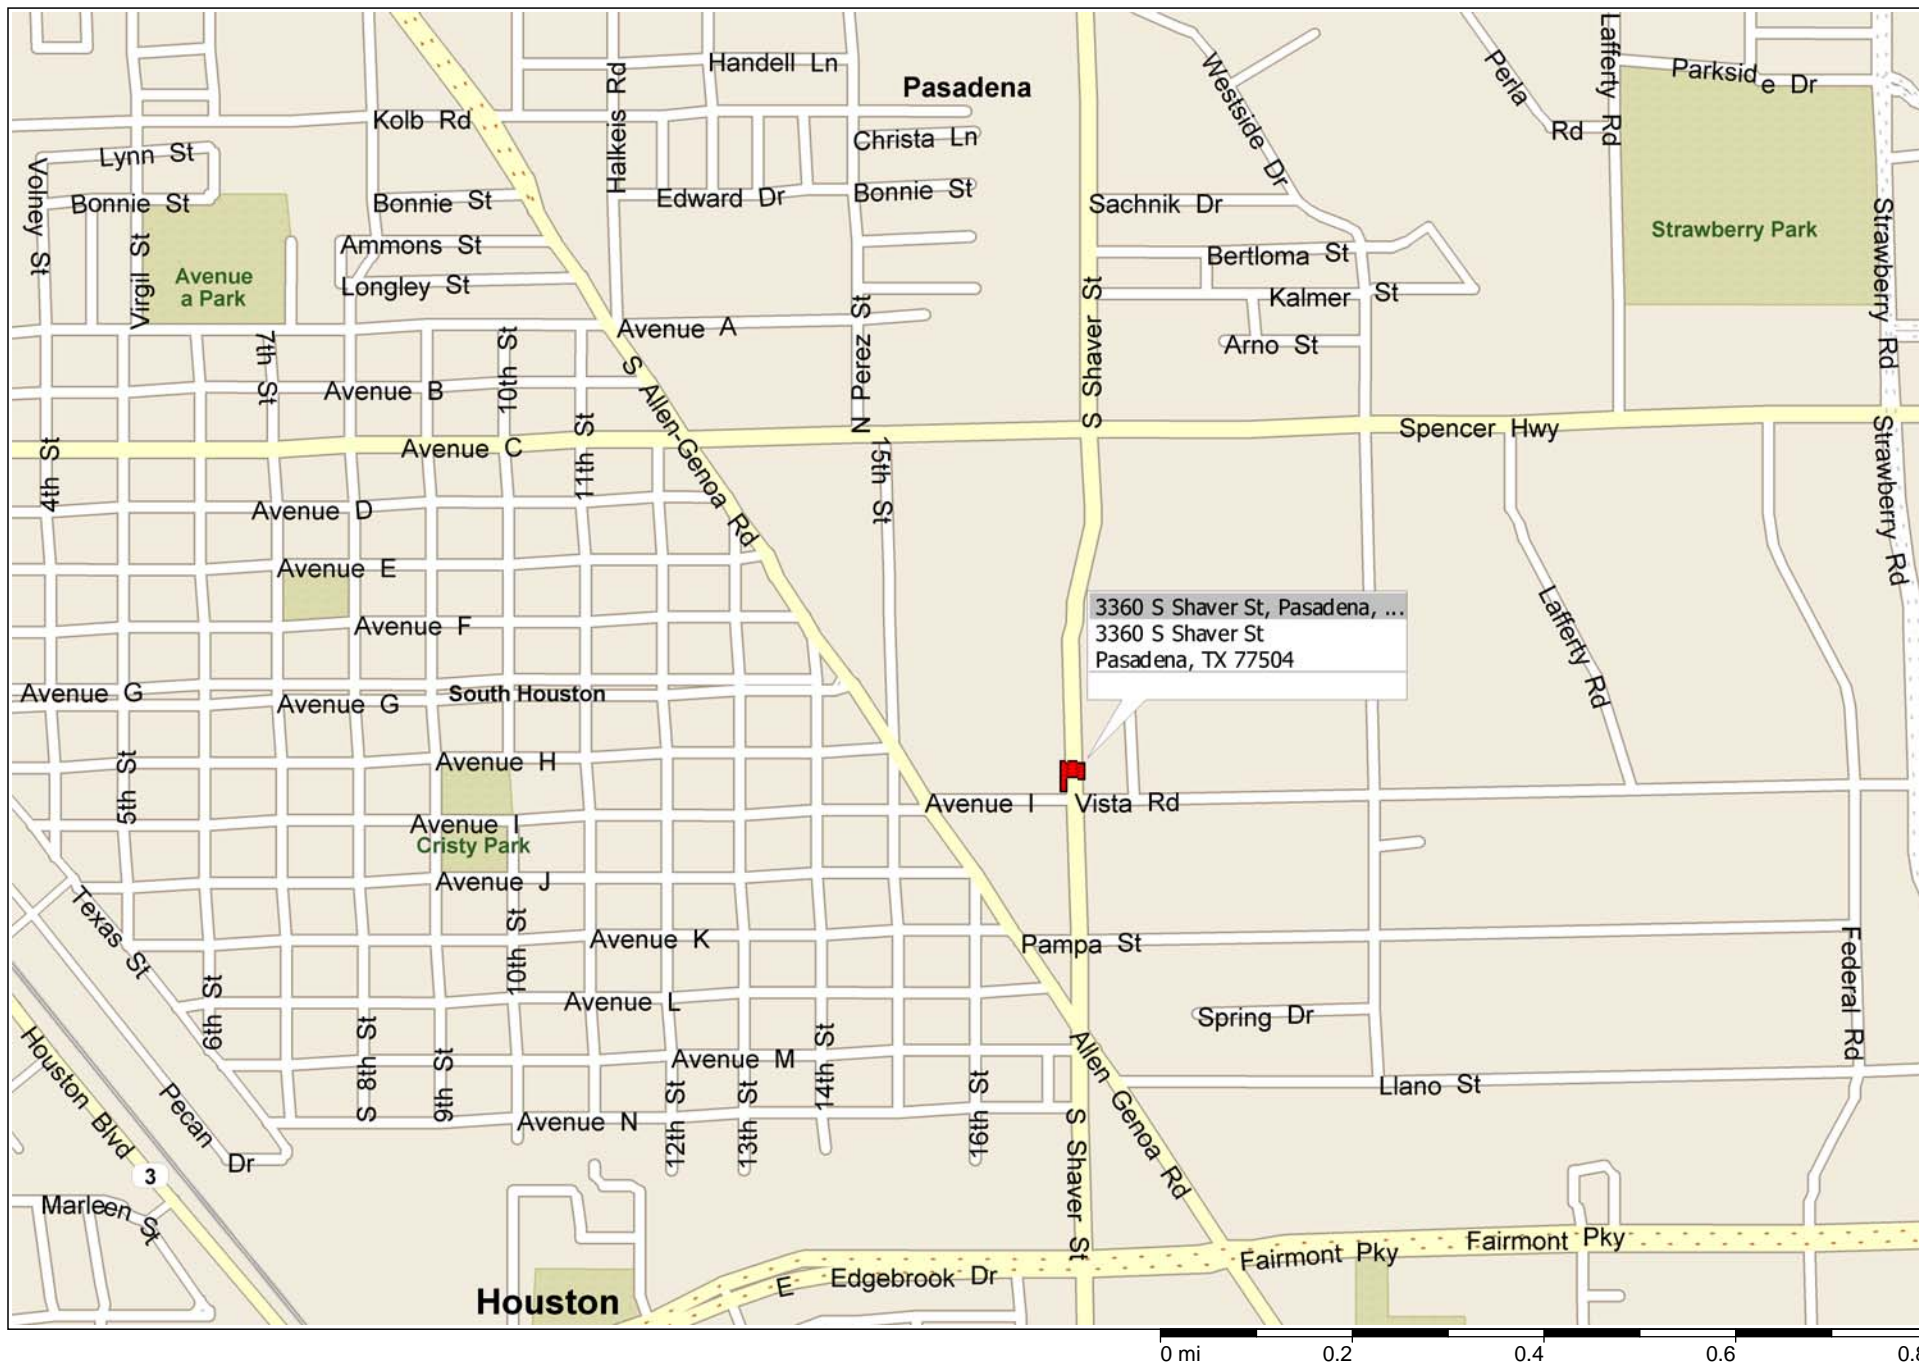 Handell Ln
Pasadena
Kolb Rd
Halkeis Rd
Christa Ln
Westside Dr
Perla Rd
Lafferty Rd
Parkside Dr
Lynn St
Bonnie St
Bonnie St
Edward Dr
Bonnie St
Sachnik Dr
Volney St
Virgil St
Ammons St
Longley St
Avenue
a Park
Bertloma St
Kalmer St
Arno St
Strawberry Park
Strawberry Rd
Avenue A
7th St
10th St
N Perez St
S Shaver St
Avenue B
S Allen-Genoa Rd
4th St
Avenue C
11th St
15th St
Spencer Hwy
Strawberry Rd
Avenue D
Avenue E
Avenue F
3360 S Shaver St, Pasadena, ...
3360 S Shaver St
Pasadena, TX 77504
Lafferty Rd
Avenue G
South Houston
Avenue G
5th St
Avenue H
Avenue I
Vista Rd
Avenue I
Cristy Park
Avenue J
Texas St
10th St
Avenue K
Pampa St
Federal Rd
6th St
Avenue L
Spring Dr
Houston Blvd
S 8th St
9th St
Avenue M
14th St
Allen Genoa Rd
Llano St
Pecan Dr
Avenue N
12th St
13th St
16th St
S Shaver St
3
Marleen St
Fairmont Pky
Fairmont Pky
E Edgebrook Dr
Houston
0 mi 0.2 0.4 0.6 0.8